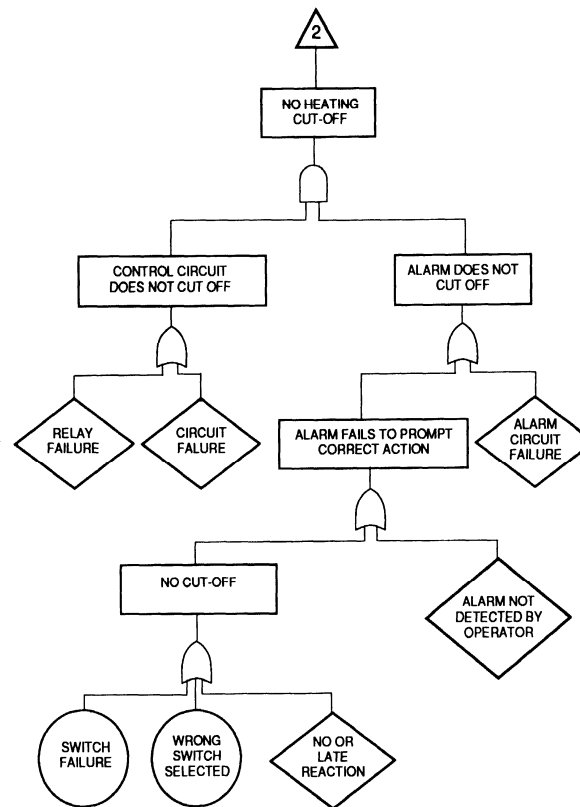 2
NO HEATING
CUT-OFF
CONTROL CIRCUIT
DOES NOT CUT OFF
ALARM DOES NOT
CUT OFF
RELAY
FAILURE
CIRCUIT
FALURE
ALARM FAILS TO PROMPT
CORRECT ACTION
ALARM
CIRCUIT
FAILURE
NO CUT-OFF
ALARM NOT
DETECTED BY
OPERATOR
SWITCH
FAILURE
WRONG
SWITCH
SELECTED
NO OR
LATE
REACTION